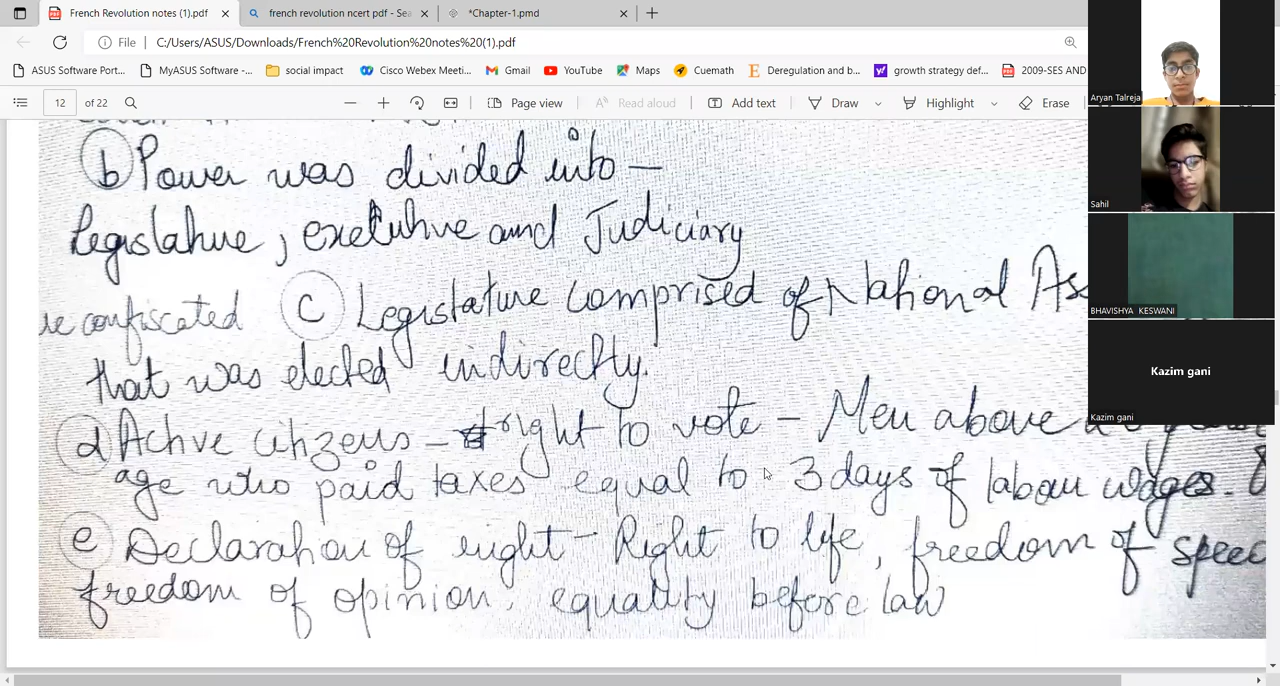 French Revolution notes (1).pdf
french revolution ncert pdf - Sea
*Chapter-1.pmd
File C:/Users/ASUS/Downloads/French%20Revolution%20notes%20(1).pdf
ASUS Software Port... MyASUS Software -... social impact Cisco Webex Meeti... Gmail YouTube Maps Cuemath Deregulation and b... growth strategy def... 2009-SES AND
12 of 22 Page view Read aloud Add text Draw Highlight Erase
b Power was divided into —
legislative, executive and Judiciary
re confiscated c Legislature comprised of National Ass
that was elected indirectly.
d Active citizens - right to vote - Men above
age who paid taxes equal to 3 days of labour wages.
e Declaration of right - Right to life, freedom of speec
freedom of opinion, equality before law
Aryan Talreja
Sahil
BHAVISHYA KESWANI
Kazim gani
Kazim gani